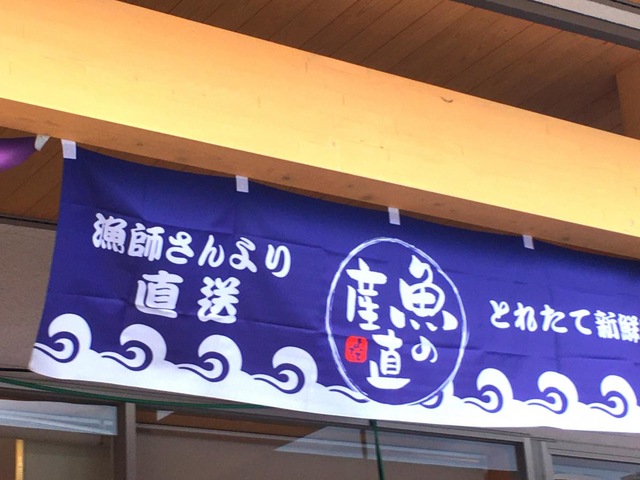 漁師さんより
直送
魚の
産直
とれたて新鮮